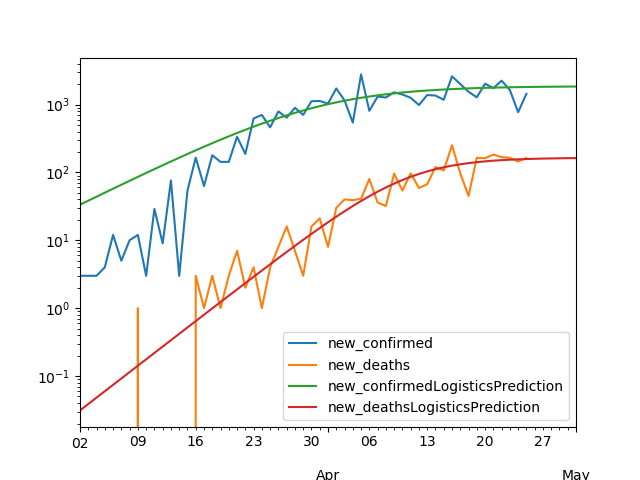 10³
10²
10¹
10⁰
10⁻¹
new_confirmed
new_deaths
new_confirmedLogisticsPrediction
new_deathsLogisticsPrediction
02 09 16 23 30 06 13 20 27
Apr May